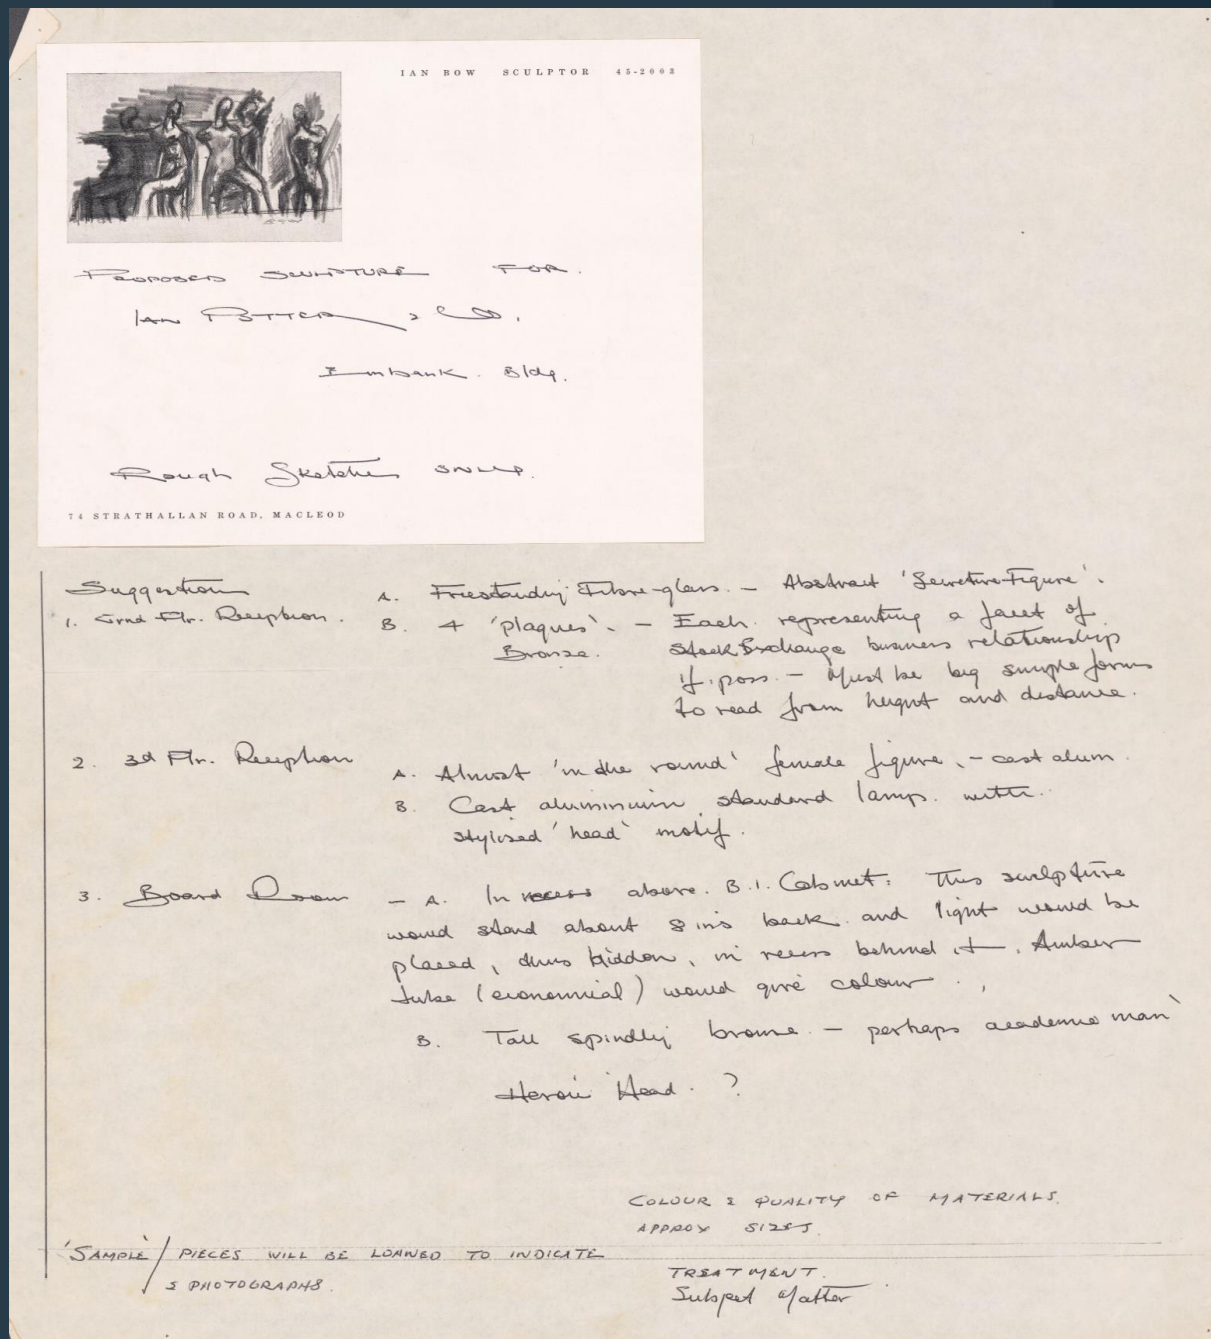 IAN BOW SCULPTOR 45-2003
PROPOSED SCULPTURE FOR.
IAN POTTER & CO.
Embank. Bldg.
Rough Sketches ONLY.
74 STRATHALLAN ROAD, MACLEOD
Suggestions
1. Grnd Flr. Reception.
A. Freestanding Fibre-glass. – Abstract 'Figure'.
B. 4 'plaques'. – Each representing a facet of
Bronze. Stock Exchange business relationship
if. poss. – Must be big simple forms
to read from height and distance.
2. 3d Flr. Reception
A. Almost 'in the round' female figure. – cast alum.
B. Cast aluminium standard lamp. with
stylised 'head' motif.
3. Board Room
– A. In recess above. B.I. Cabinet: This sculpture
would stand about 8 ins back and light would be
placed, thus hidden, in recess behind it. Amber
tube (economical) would give colour.
B. Tall spindly bronze. – perhaps academic man
Heroic Head. ?
COLOUR & QUALITY OF MATERIALS.
APPROX SIZES.
'SAMPLE' / PIECES WILL BE LOANED TO INDICATE
& PHOTOGRAPHS.
TREATMENT.
Subject Matter